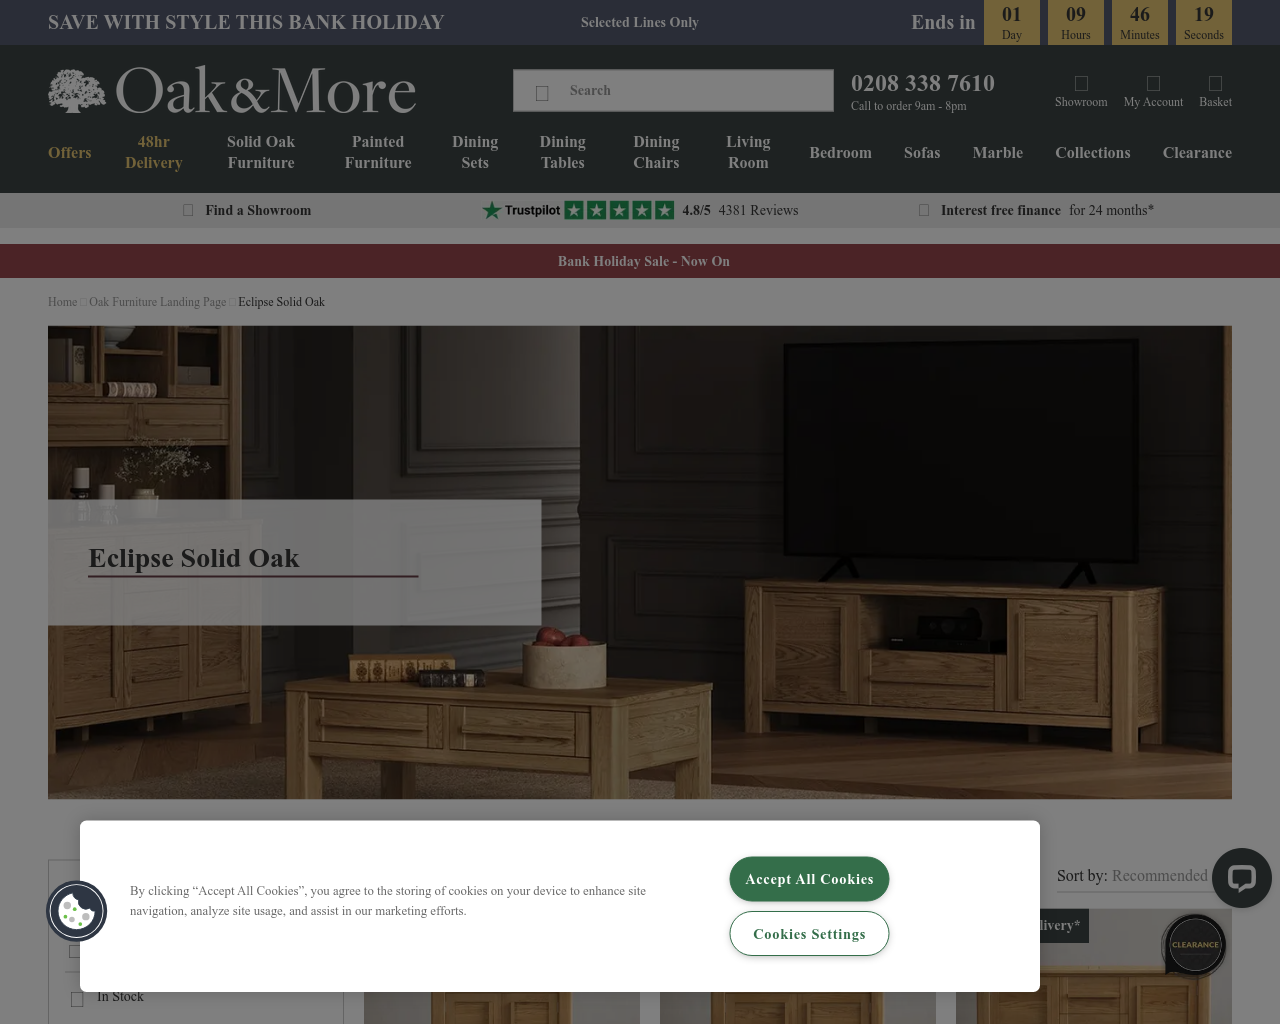 SAVE WITH STYLE THIS BANK HOLIDAY
Selected Lines Only
Ends in
01 Day
09 Hours
46 Minutes
19 Seconds
Oak&More
Search
0208 338 7610
Call to order 9am - 8pm
Showroom
My Account
Basket
Offers
48hr Delivery
Solid Oak Furniture
Painted Furniture
Dining Sets
Dining Tables
Dining Chairs
Living Room
Bedroom
Sofas
Marble
Collections
Clearance
Find a Showroom
Trustpilot 4.8/5 4381 Reviews
Interest free finance for 24 months*
Bank Holiday Sale - Now On
Home Oak Furniture Landing Page Eclipse Solid Oak
Eclipse Solid Oak
By clicking “Accept All Cookies”, you agree to the storing of cookies on your device to enhance site
navigation, analyze site usage, and assist in our marketing efforts.
Accept All Cookies
Cookies Settings
Sort by: Recommended
CLEARANCE
In Stock